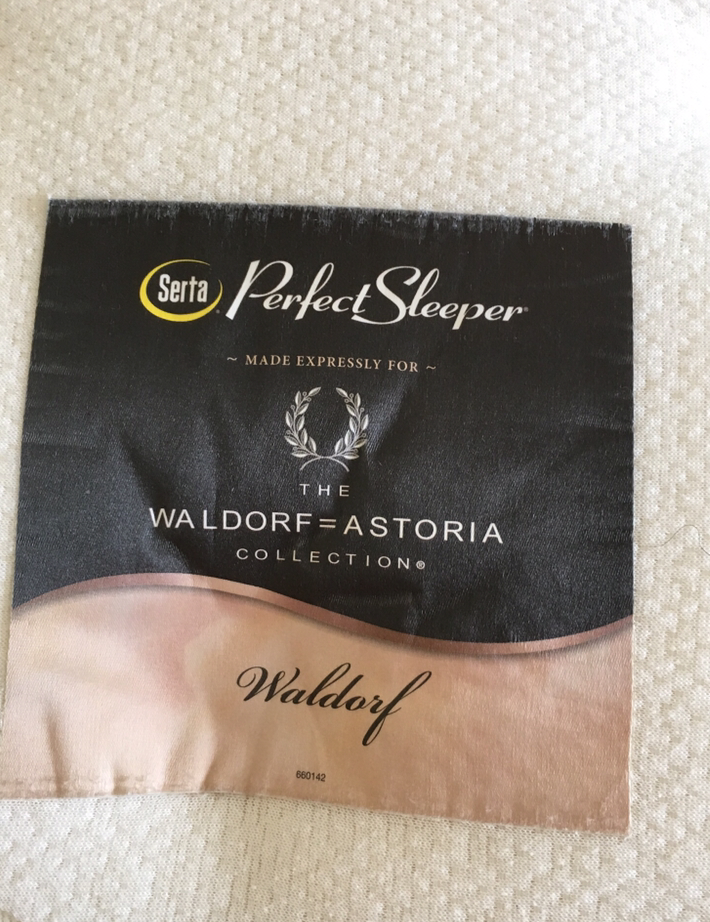 Serta® Perfect Sleeper®
~ MADE EXPRESSLY FOR ~
THE
WALDORF=ASTORIA
COLLECTION®
Waldorf
660142